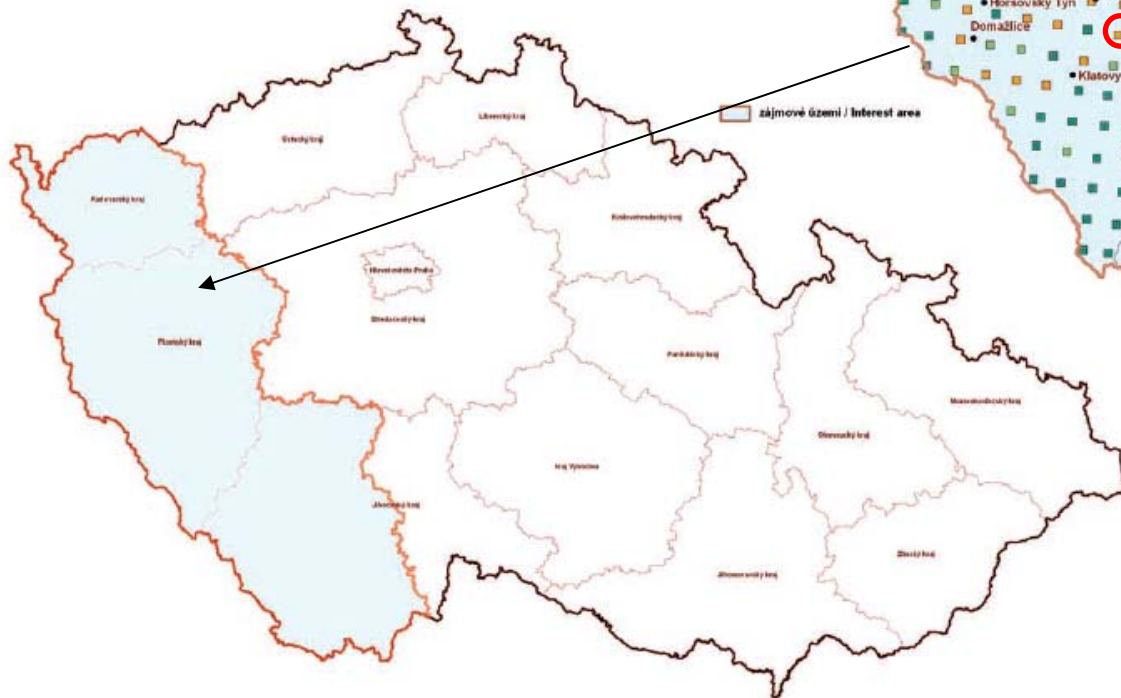 Horšovský Týn
Domažlice
Klatovy
zájmové území / Interest area
Liberecký kraj
Ústecký kraj
Karlovarský kraj
Královéhradecký kraj
Hlavní město Praha
Středočeský kraj
Plzeňský kraj
Pardubický kraj
Moravskoslezský kraj
Olomoucký kraj
kraj Vysočina
Jihočeský kraj
Zlínský kraj
Jihomoravský kraj